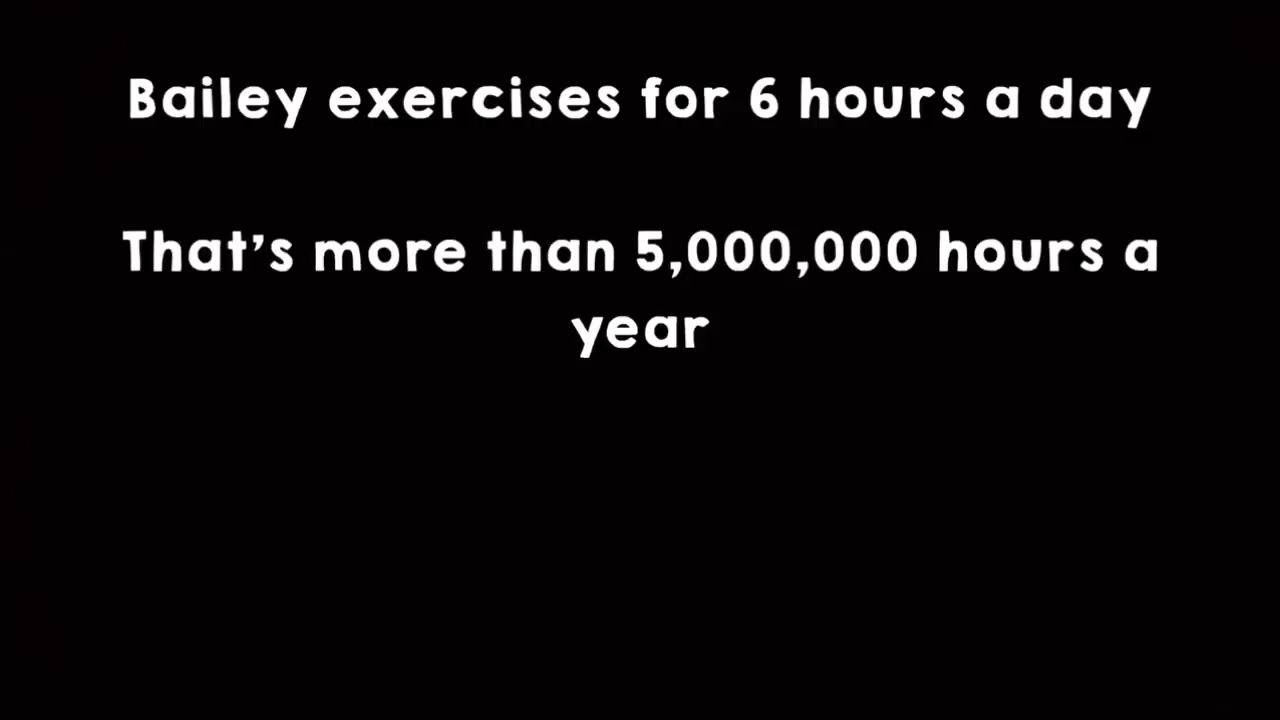 Bailey exercises for 6 hours a day
That's more than 5,000,000 hours a
year